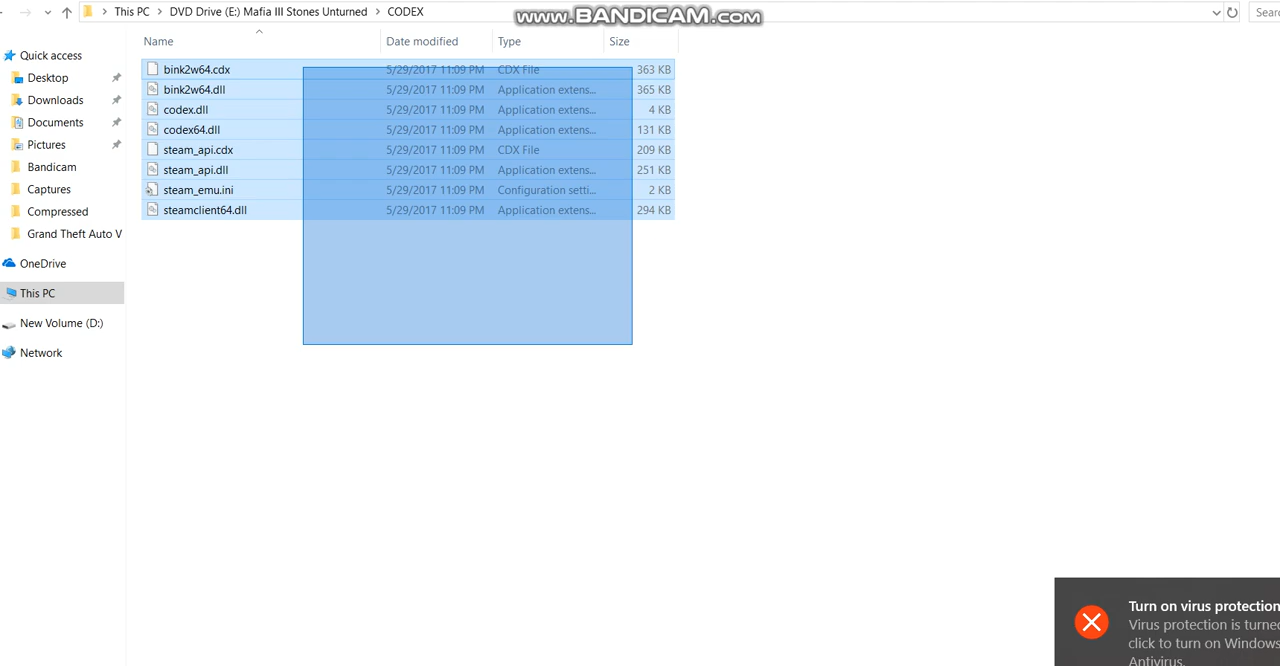 This PC > DVD Drive (E:) Mafia III Stones Unturned > CODEX
www.BANDICAM.com
Sear
Name Date modified Type Size
Quick access
Desktop
Downloads
Documents
Pictures
Bandicam
Captures
Compressed
Grand Theft Auto V
OneDrive
This PC
New Volume (D:)
Network
bink2w64.cdx 5/29/2017 11:09 PM CDX File 363 KB
bink2w64.dll 5/29/2017 11:09 PM Application extens... 365 KB
codex.dll 5/29/2017 11:09 PM Application extens... 4 KB
codex64.dll 5/29/2017 11:09 PM Application extens... 131 KB
steam_api.cdx 5/29/2017 11:09 PM CDX File 209 KB
steam_api.dll 5/29/2017 11:09 PM Application extens... 251 KB
steam_emu.ini 5/29/2017 11:09 PM Configuration setti... 2 KB
steamclient64.dll 5/29/2017 11:09 PM Application extens... 294 KB
Turn on virus protection
Virus protection is turned
click to turn on Windows
Antivirus.